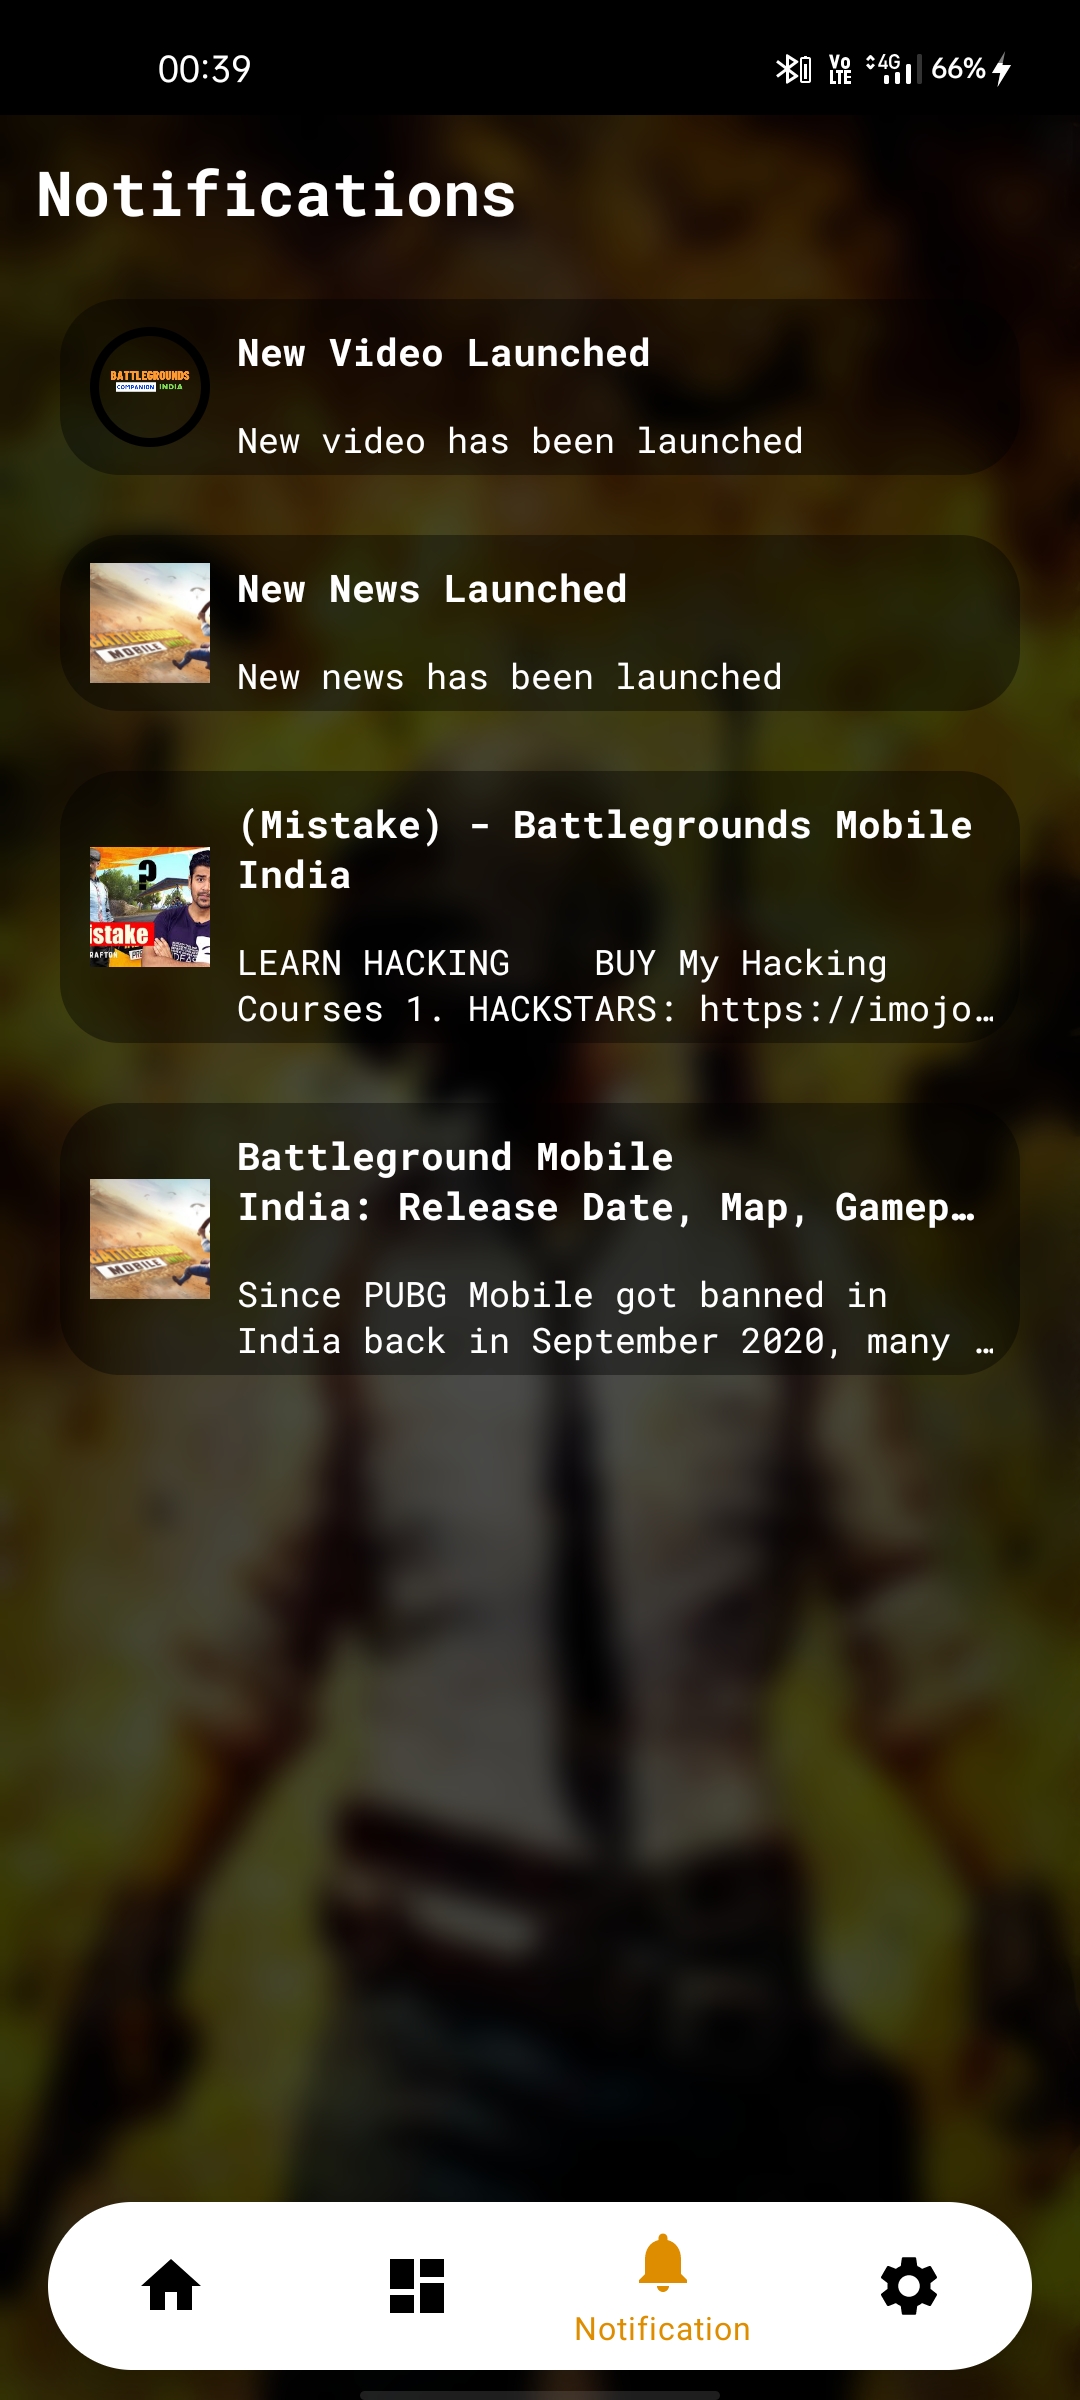 00:39
Vo LTE 4G 66%
Notifications
BATTLEGROUNDS
COMPANION INDIA
New Video Launched
New video has been launched
BATTLEGROUNDS
MOBILE
New News Launched
New news has been launched
?
istake
RAFTON
(Mistake) - Battlegrounds Mobile
India
LEARN HACKING    BUY My Hacking
Courses 1. HACKSTARS: https://imojo…
BATTLEGROUNDS
MOBILE
Battleground Mobile
India: Release Date, Map, Gamep…
Since PUBG Mobile got banned in
India back in September 2020, many …
Notification